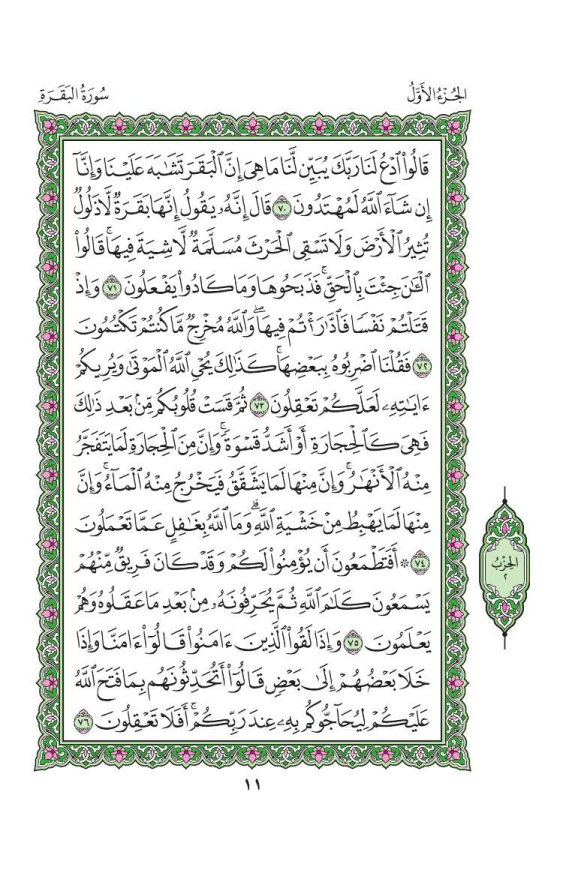 الجُزْءُ الأَوَّلُ
سُورَةُ البَقَرَةِ
قَالُوا۟ ٱدْعُ لَنَا رَبَّكَ يُبَيِّن لَّنَا مَا هِىَ إِنَّ ٱلْبَقَرَ تَشَٰبَهَ عَلَيْنَا وَإِنَّآ
إِن شَآءَ ٱللَّهُ لَمُهْتَدُونَ ٧٠ قَالَ إِنَّهُۥ يَقُولُ إِنَّهَا بَقَرَةٌ لَّا ذَلُولٌ
تُثِيرُ ٱلْأَرْضَ وَلَا تَسْقِى ٱلْحَرْثَ مُسَلَّمَةٌ لَّا شِيَةَ فِيهَا ۚ قَالُوا۟
ٱلْـَٰٔنَ جِئْتَ بِٱلْحَقِّ ۚ فَذَبَحُوهَا وَمَا كَادُوا۟ يَفْعَلُونَ ٧١ وَإِذْ
قَتَلْتُمْ نَفْسًا فَٱدَّٰرَْٰٔتُمْ فِيهَا ۖ وَٱللَّهُ مُخْرِجٌ مَّا كُنتُمْ تَكْتُمُونَ
٧٢ فَقُلْنَا ٱضْرِبُوهُ بِبَعْضِهَا ۚ كَذَٰلِكَ يُحْىِ ٱللَّهُ ٱلْمَوْتَىٰ وَيُرِيكُمْ
ءَايَٰتِهِۦ لَعَلَّكُمْ تَعْقِلُونَ ٧٣ ثُمَّ قَسَتْ قُلُوبُكُم مِّنۢ بَعْدِ ذَٰلِكَ
فَهِىَ كَٱلْحِجَارَةِ أَوْ أَشَدُّ قَسْوَةً ۚ وَإِنَّ مِنَ ٱلْحِجَارَةِ لَمَا يَتَفَجَّرُ
مِنْهُ ٱلْأَنْهَٰرُ ۚ وَإِنَّ مِنْهَا لَمَا يَشَّقَّقُ فَيَخْرُجُ مِنْهُ ٱلْمَآءُ ۚ وَإِنَّ
مِنْهَا لَمَا يَهْبِطُ مِنْ خَشْيَةِ ٱللَّهِ ۗ وَمَا ٱللَّهُ بِغَٰفِلٍ عَمَّا تَعْمَلُونَ
٧٤ ۞ أَفَتَطْمَعُونَ أَن يُؤْمِنُوا۟ لَكُمْ وَقَدْ كَانَ فَرِيقٌ مِّنْهُمْ
يَسْمَعُونَ كَلَٰمَ ٱللَّهِ ثُمَّ يُحَرِّفُونَهُۥ مِنۢ بَعْدِ مَا عَقَلُوهُ وَهُمْ
يَعْلَمُونَ ٧٥ وَإِذَا لَقُوا۟ ٱلَّذِينَ ءَامَنُوا۟ قَالُوٓا۟ ءَامَنَّا وَإِذَا
خَلَا بَعْضُهُمْ إِلَىٰ بَعْضٍ قَالُوٓا۟ أَتُحَدِّثُونَهُم بِمَا فَتَحَ ٱللَّهُ
عَلَيْكُمْ لِيُحَآجُّوكُم بِهِۦ عِندَ رَبِّكُمْ ۚ أَفَلَا تَعْقِلُونَ ٧٦
الحِزْبُ
٢
١١